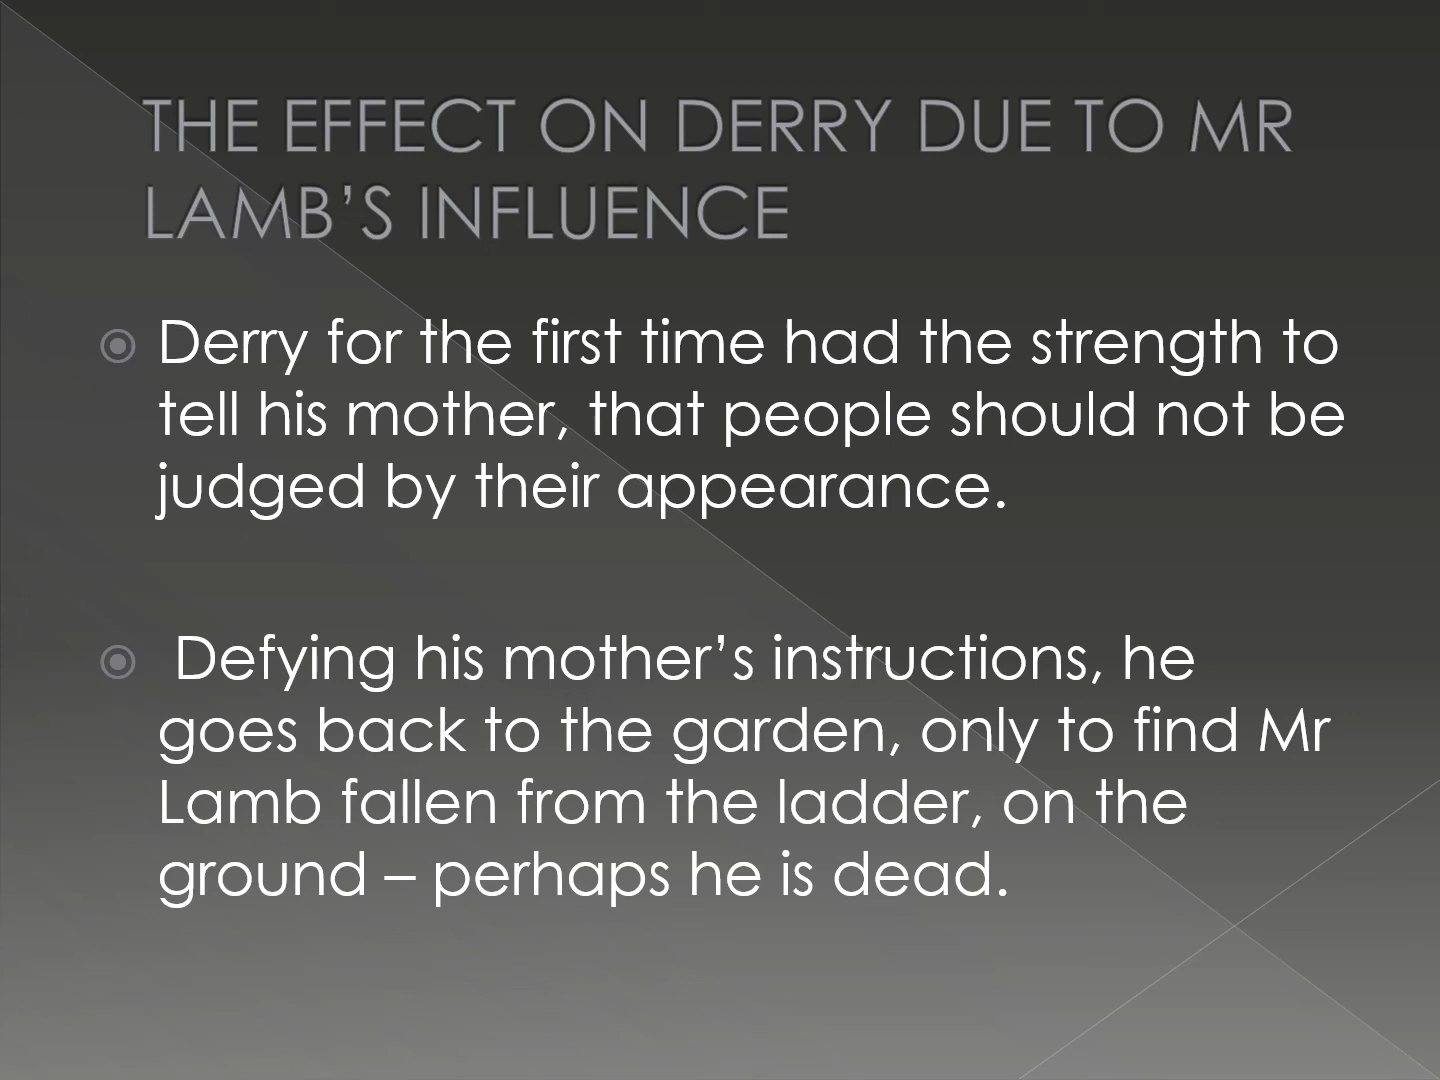 THE EFFECT ON DERRY DUE TO MR
LAMB’S INFLUENCE
Derry for the first time had the strength to
tell his mother, that people should not be
judged by their appearance.
Defying his mother’s instructions, he
goes back to the garden, only to find Mr
Lamb fallen from the ladder, on the
ground – perhaps he is dead.